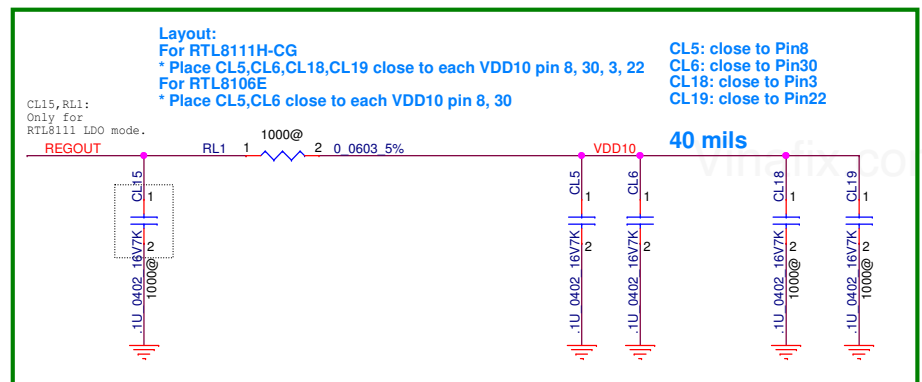 Layout:
For RTL8111H-CG
* Place CL5,CL6,CL18,CL19 close to each VDD10 pin 8, 30, 3, 22
For RTL8106E
* Place CL5,CL6 close to each VDD10 pin 8, 30
CL5: close to Pin8
CL6: close to Pin30
CL18: close to Pin3
CL19: close to Pin22
CL15,RL1:
Only for
RTL8111 LDO mode.
REGOUT
RL1
1
1000@
2
0_0603_5%
VDD10
40 mils
Vinafix.co
CL15
1
2
.1U_0402_16V7K
1000@
CL5
1
2
.1U_0402_16V7K
CL6
1
2
.1U_0402_16V7K
CL18
1
2
.1U_0402_16V7K
1000@
CL19
1
2
.1U_0402_16V7K
1000@